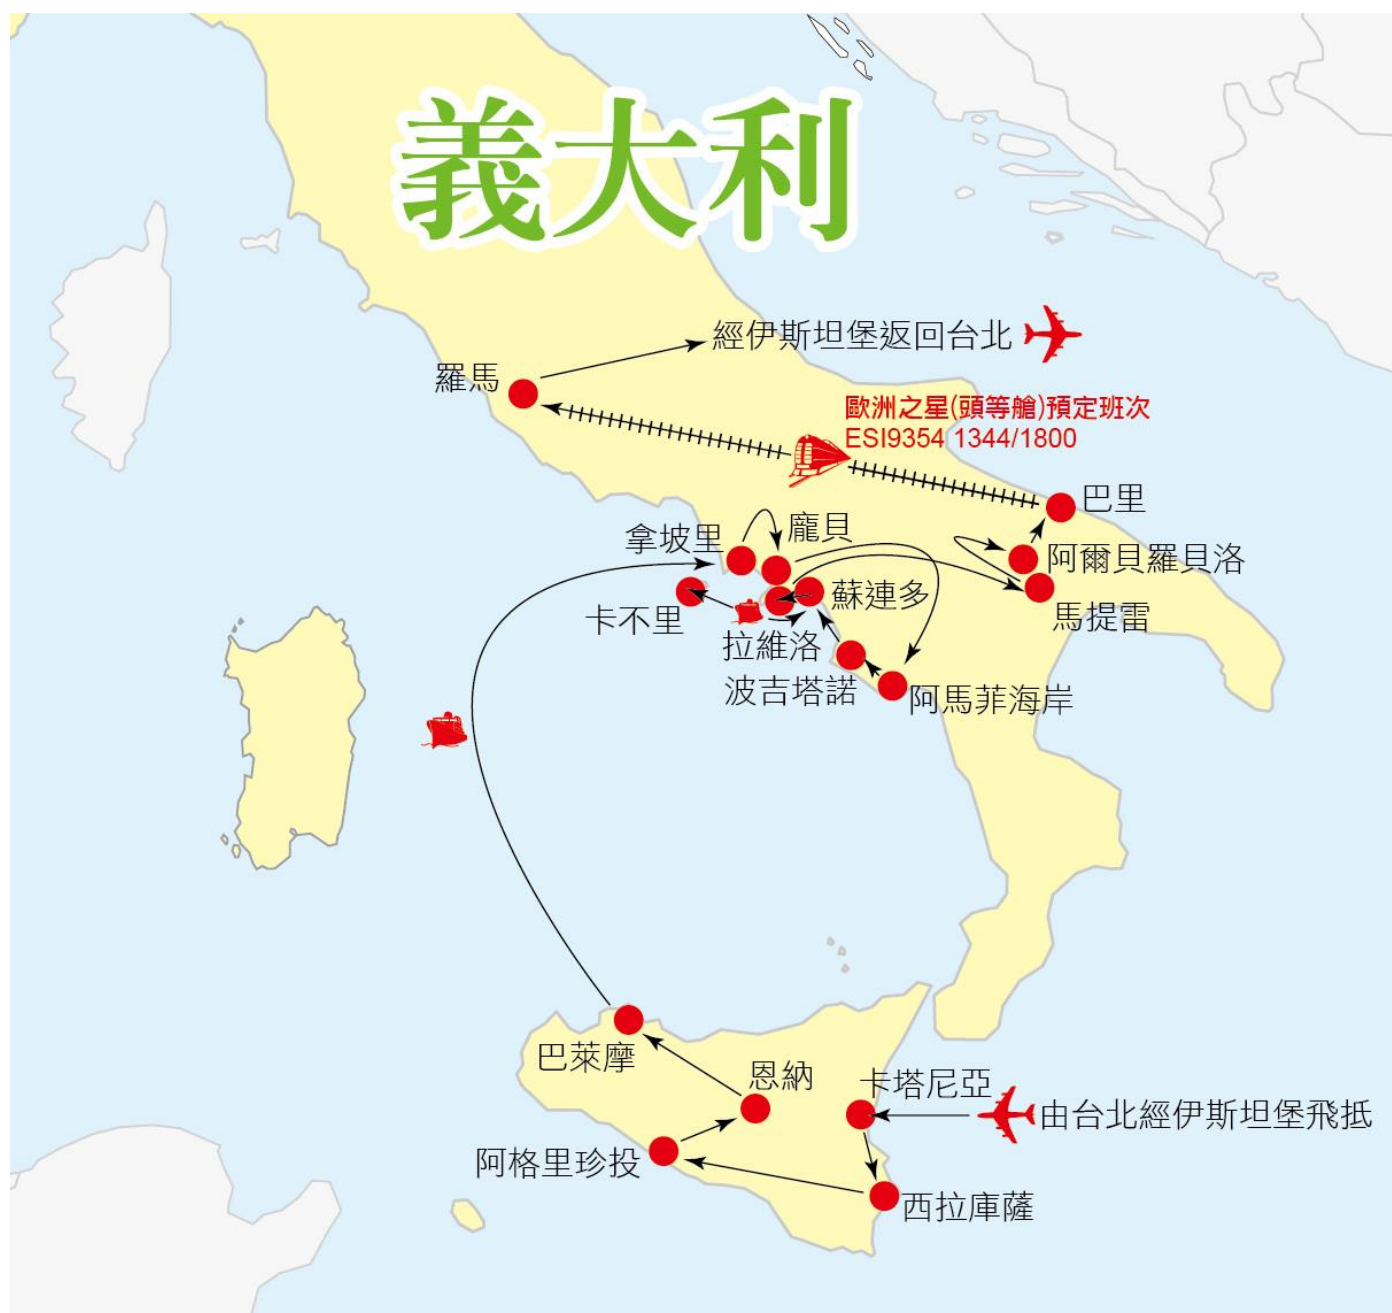 義大利
經伊斯坦堡返回台北
羅馬
歐洲之星(頭等艙)預定班次
ESI9354 1344/1800
巴里
拿坡里
龐貝
阿爾貝羅貝洛
卡不里
蘇連多
馬提雷
拉維洛
波吉塔諾
阿馬菲海岸
巴萊摩
恩納
卡塔尼亞
由台北經伊斯坦堡飛抵
阿格里珍投
西拉庫薩